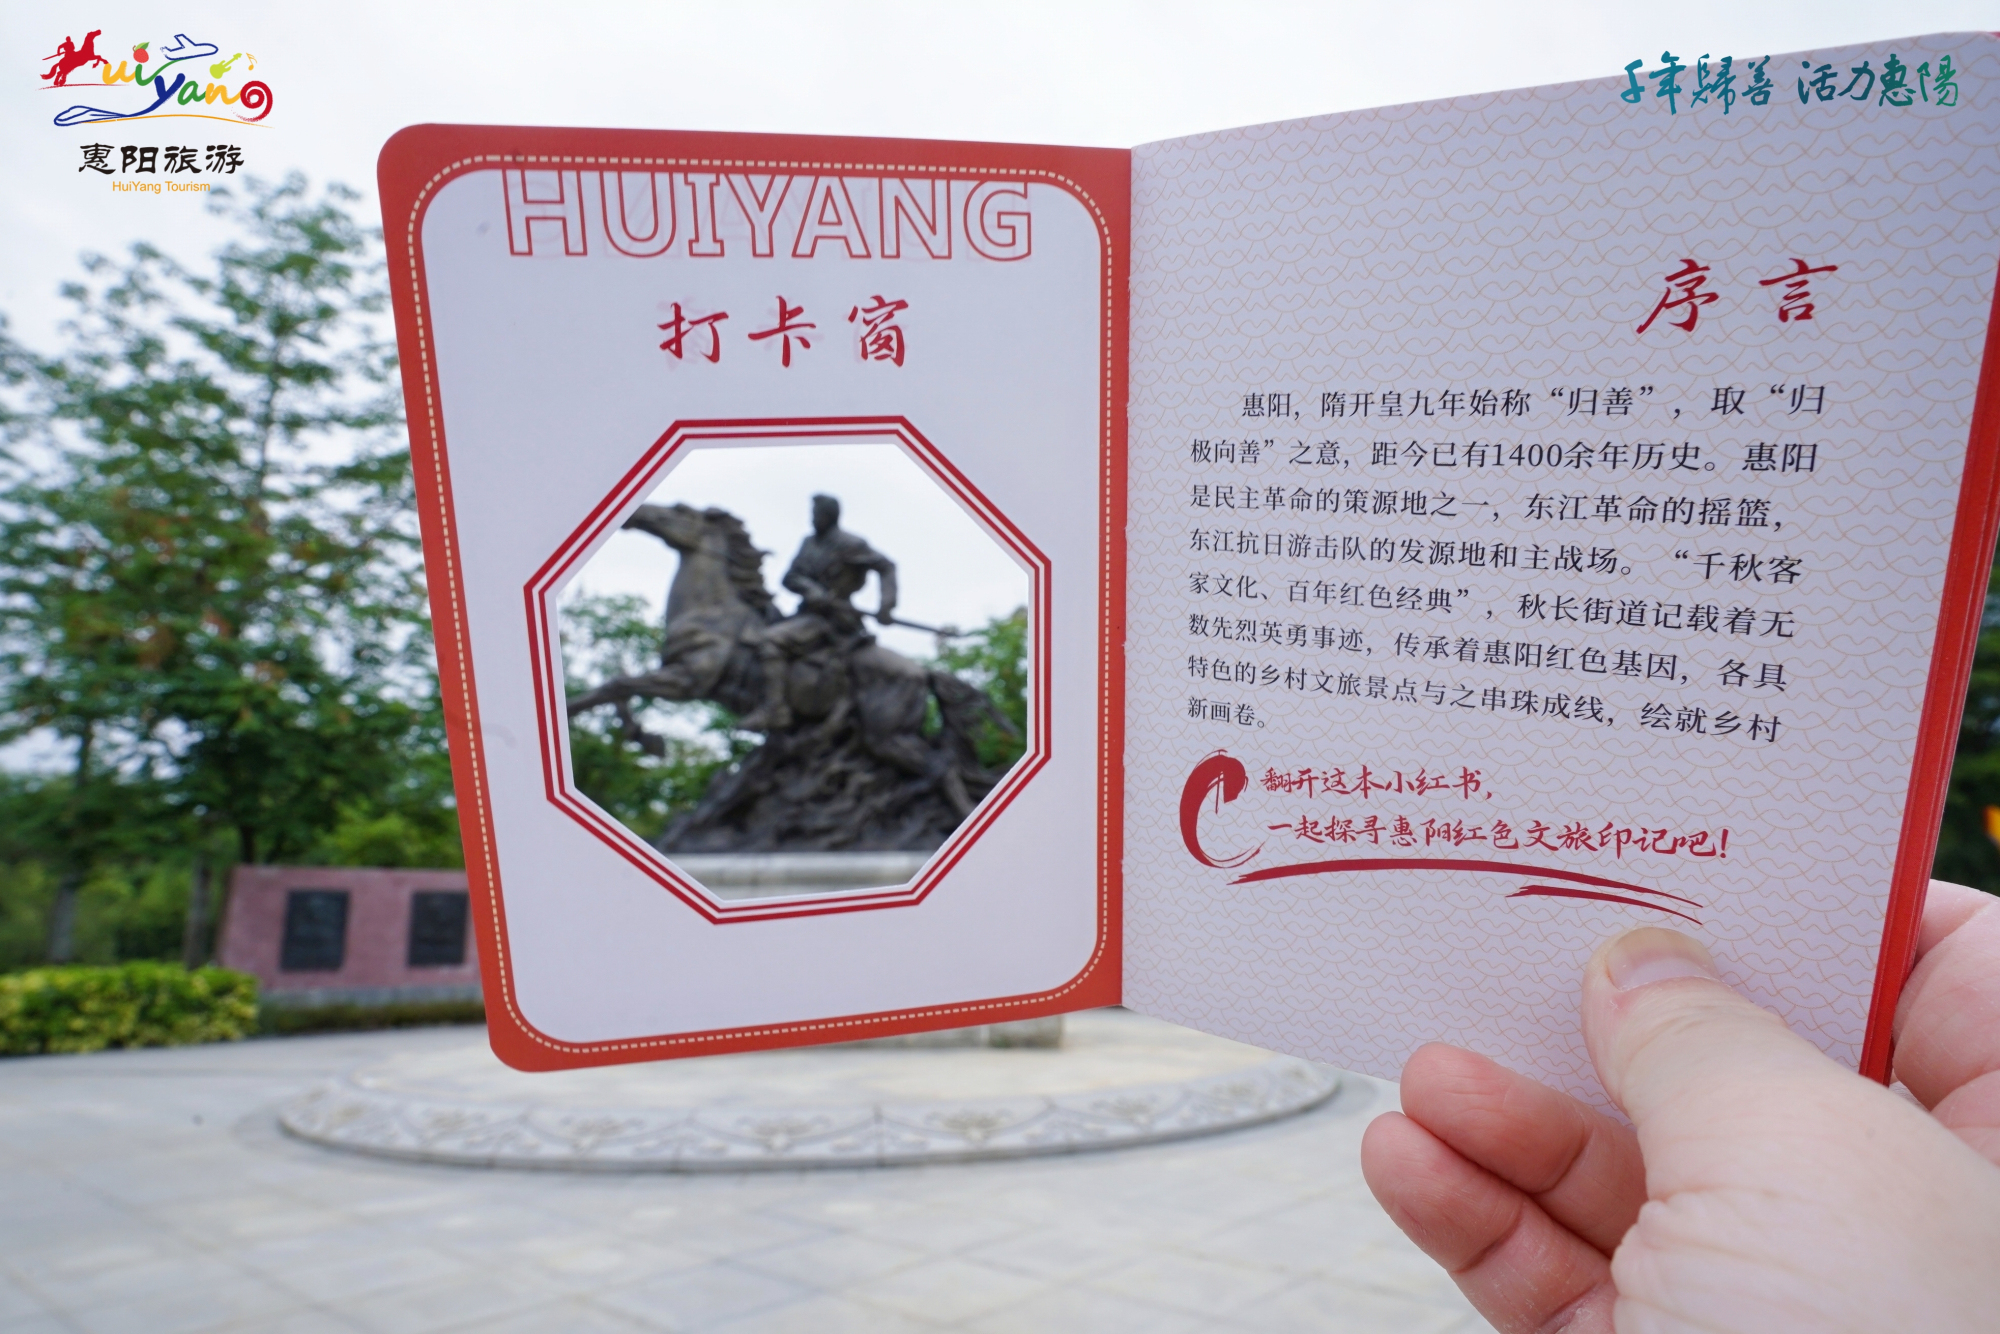 HuiYang
惠阳旅游
HuiYang Tourism
千年歸善 活力惠陽
HUIYANG
打卡窗
序言
惠阳，隋开皇九年始称“归善”，取“归
极向善”之意，距今已有1400余年历史。惠阳
是民主革命的策源地之一，东江革命的摇篮，
东江抗日游击队的发源地和主战场。“千秋客
家文化、百年红色经典”，秋长街道记载着无
数先烈英勇事迹，传承着惠阳红色基因，各具
特色的乡村文旅景点与之串珠成线，绘就乡村
新画卷。
翻开这本小红书，
一起探寻惠阳红色文旅印记吧！